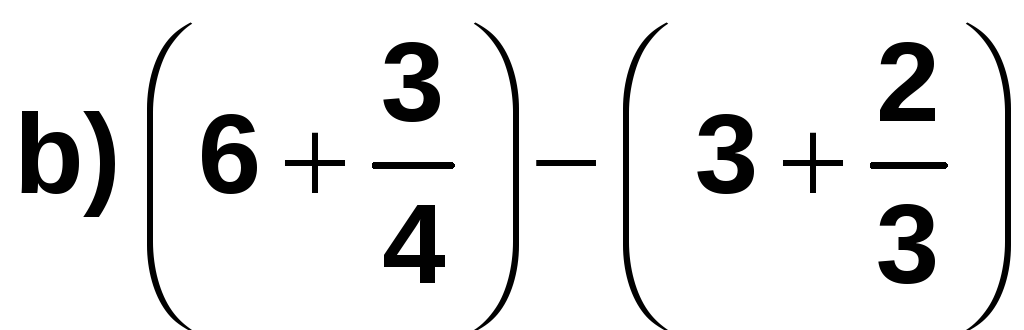 b) (6 + 3/4) − (3 + 2/3)